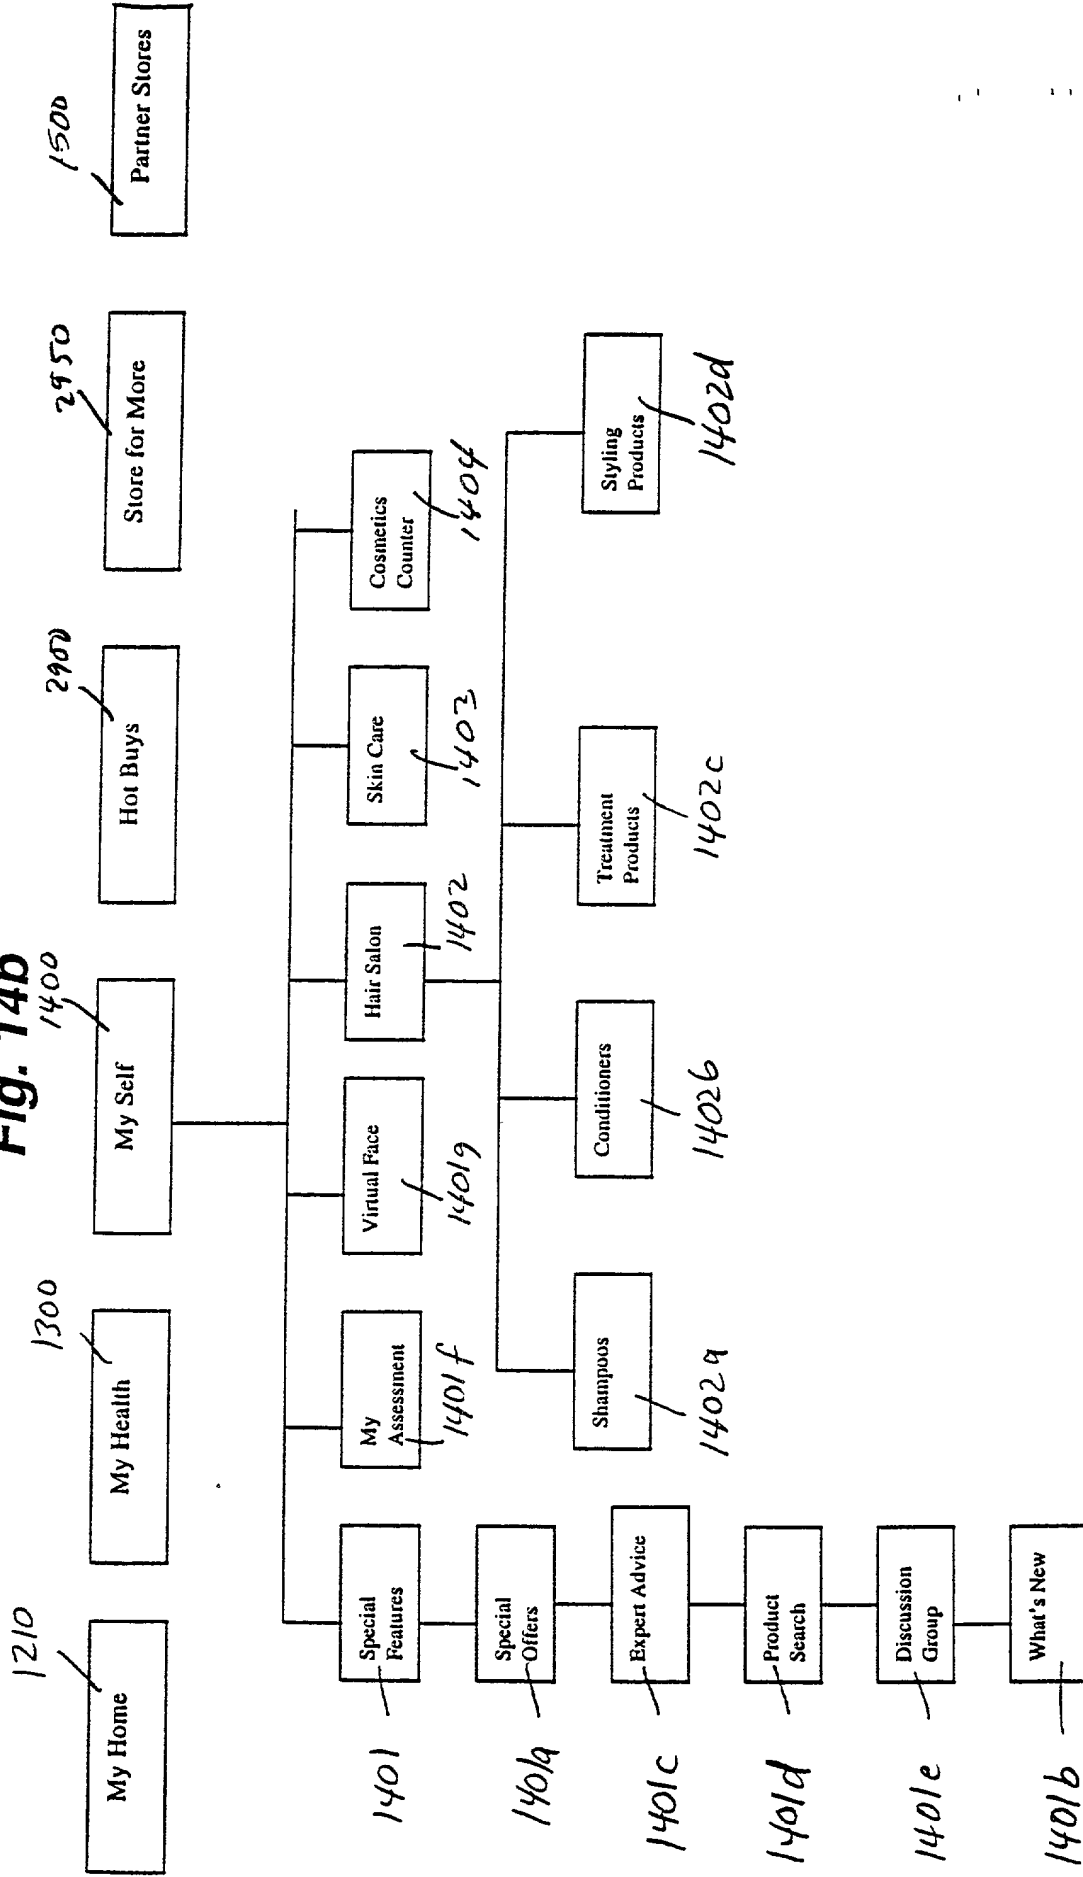 Fig. 14b
1210
1300
1400
2900
2950
1500
My Home
My Health
My Self
Hot Buys
Store for More
Partner Stores
Special
Features
My
Assessment
Virtual Face
Hair Salon
Skin Care
Cosmetics
Counter
1401
1401f
1401g
1402
1403
1404
Special
Offers
1401a
Expert Advice
1401c
Shampoos
Conditioners
Treatment
Products
Styling
Products
1402a
1402b
1402c
1402d
Product
Search
1401d
Discussion
Group
1401e
What's New
1401b